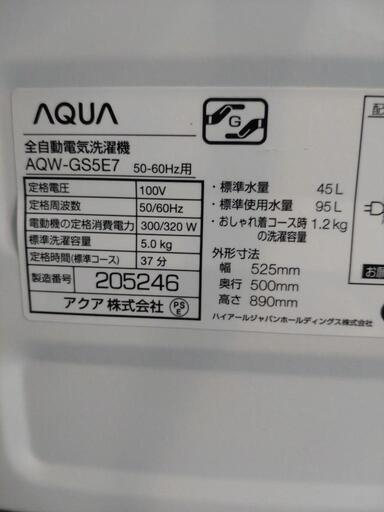 AQUA
G
全自動電気洗濯機
AQW-GS5E7 50-60Hz用
定格電圧 100V
定格周波数 50/60Hz
電動機の定格消費電力 300/320 W
標準洗濯容量 5.0 kg
定格時間(標準コース) 37 分
製造番号 205246
アクア 株式会社 PSE
・標準水量 45 L
・標準使用水量 95 L
・おしゃれ着コース時 1.2 kg
の洗濯容量
外形寸法
幅 525mm
奥行 500mm
高さ 890mm
ハイアールジャパンホールディングス株式会社
配
お願